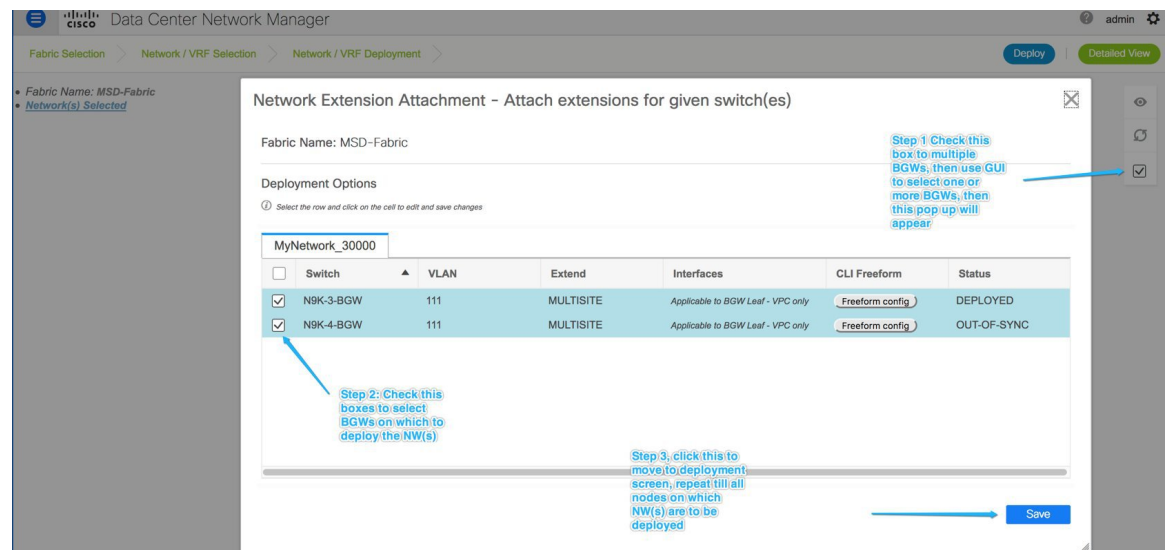 CISCO Data Center Network Manager
admin
Fabric Selection Network / VRF Selection Network / VRF Deployment
Deploy Detailed View
Fabric Name: MSD-Fabric
Network(s) Selected
Network Extension Attachment - Attach extensions for given switch(es)
Fabric Name: MSD-Fabric
Deployment Options
Select the row and click on the cell to edit and save changes
Step 1 Check this
box to multiple
BGWs, then use GUI
to select one or
more BGWs, then
this pop up will
appear
MyNetwork_30000
Switch VLAN Extend Interfaces CLI Freeform Status
N9K-3-BGW 111 MULTISITE Applicable to BGW Leaf - VPC only Freeform config DEPLOYED
N9K-4-BGW 111 MULTISITE Applicable to BGW Leaf - VPC only Freeform config OUT-OF-SYNC
Step 2: Check this
boxes to select
BGWs on which to
deploy the NW(s)
Step 3, click this to
move to deployment
screen, repeat till all
nodes on which
NW(s) are to be
deployed
Save